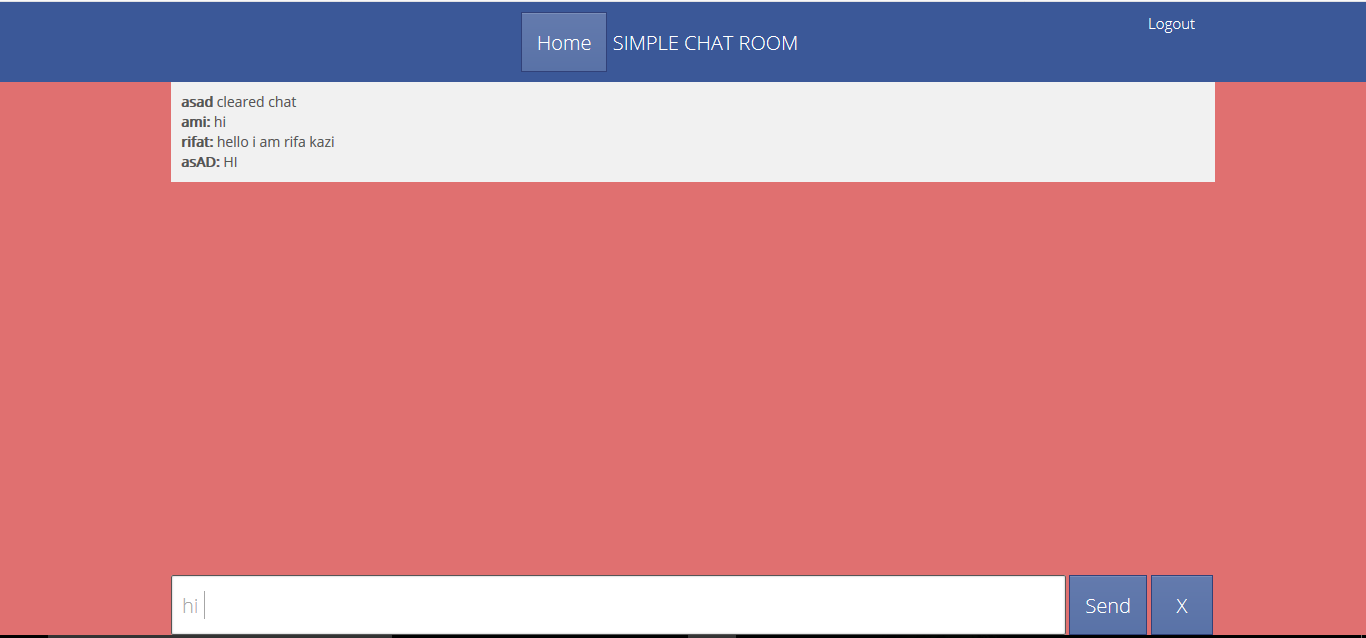 Home SIMPLE CHAT ROOM
Logout
asad cleared chat
ami: hi
rifat: hello i am rifa kazi
asAD: HI
hi
Send
X